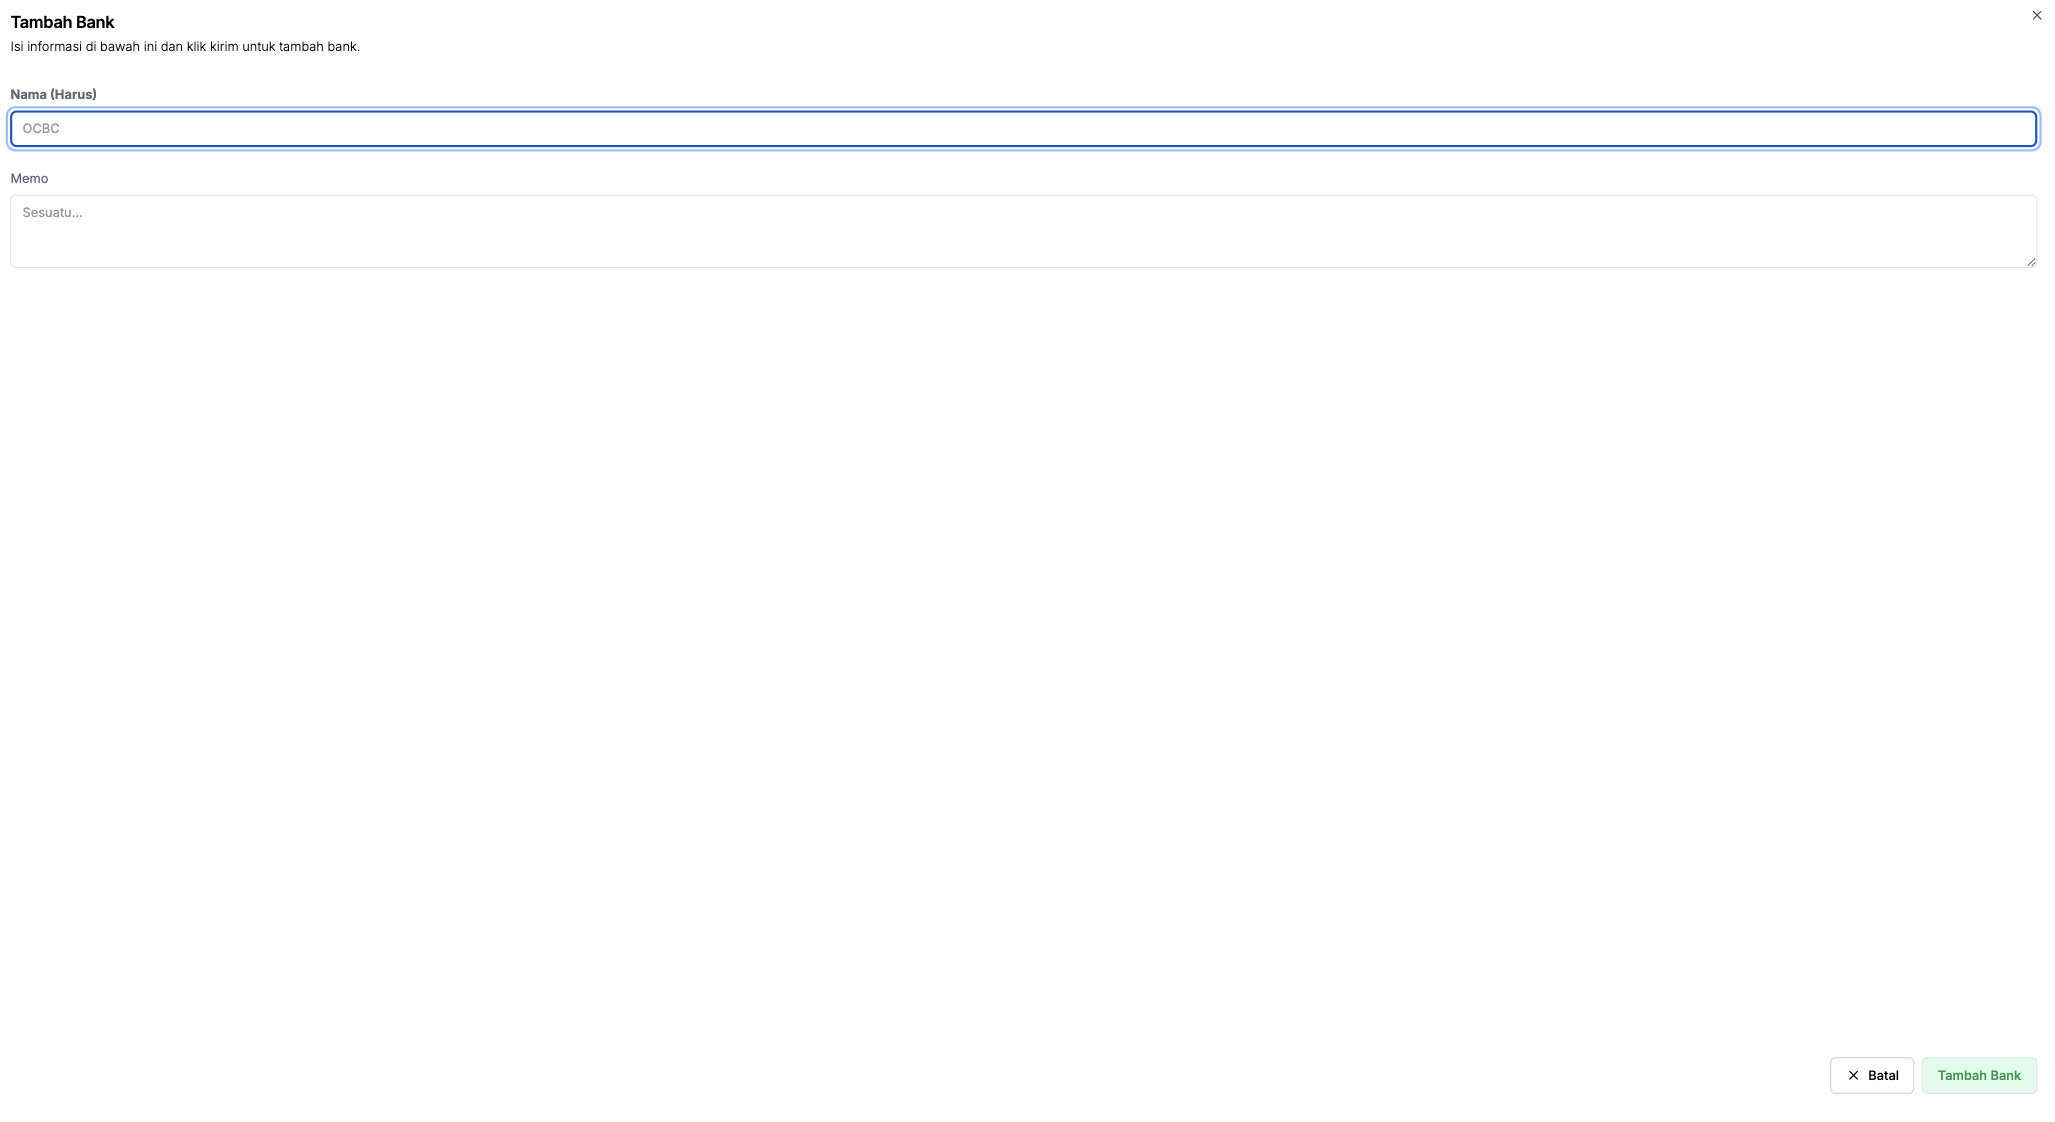 Tambah Bank
Isi informasi di bawah ini dan klik kirim untuk tambah bank.
Nama (Harus)
OCBC
Memo
Sesuatu...
Batal
Tambah Bank